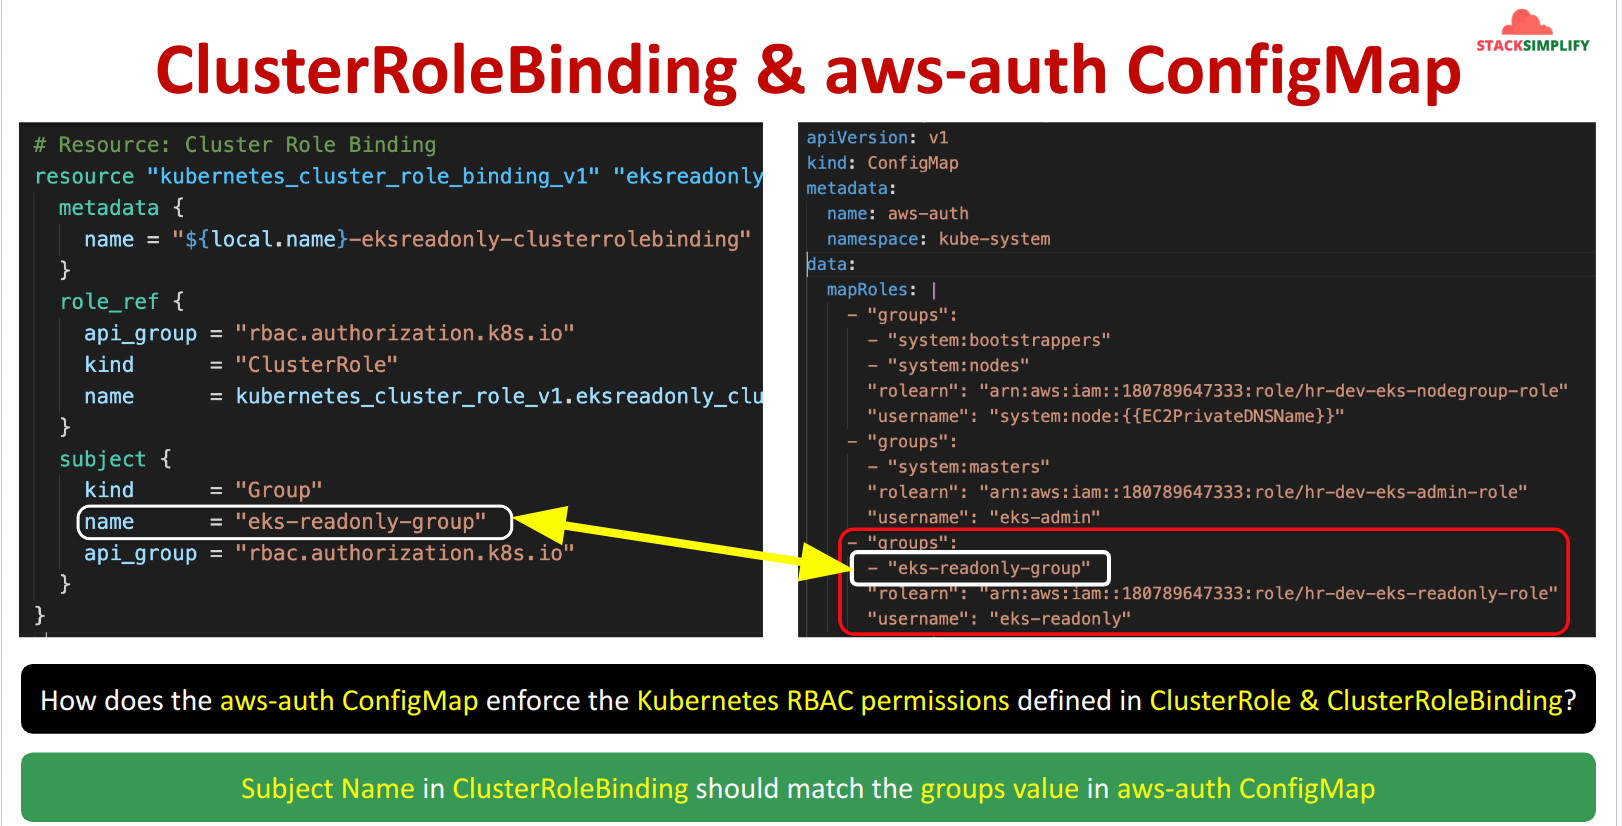 STACKSIMPLIFY
ClusterRoleBinding & aws-auth ConfigMap
# Resource: Cluster Role Binding
resource "kubernetes_cluster_role_binding_v1" "eksreadonly
metadata {
name = "${local.name}-eksreadonly-clusterrolebinding"
}
role_ref {
api_group = "rbac.authorization.k8s.io"
kind = "ClusterRole"
name = kubernetes_cluster_role_v1.eksreadonly_clu
}
subject {
kind = "Group"
name = "eks-readonly-group"
api_group = "rbac.authorization.k8s.io"
}
}
apiVersion: v1
kind: ConfigMap
metadata:
name: aws-auth
namespace: kube-system
data:
mapRoles: |
- "groups":
- "system:bootstrappers"
- "system:nodes"
"rolearn": "arn:aws:iam::180789647333:role/hr-dev-eks-nodegroup-role"
"username": "system:node:{{EC2PrivateDNSName}}"
- "groups":
- "system:masters"
"rolearn": "arn:aws:iam::180789647333:role/hr-dev-eks-admin-role"
"username": "eks-admin"
- "groups":
- "eks-readonly-group"
"rolearn": "arn:aws:iam::180789647333:role/hr-dev-eks-readonly-role"
"username": "eks-readonly"
How does the aws-auth ConfigMap enforce the Kubernetes RBAC permissions defined in ClusterRole & ClusterRoleBinding?
Subject Name in ClusterRoleBinding should match the groups value in aws-auth ConfigMap